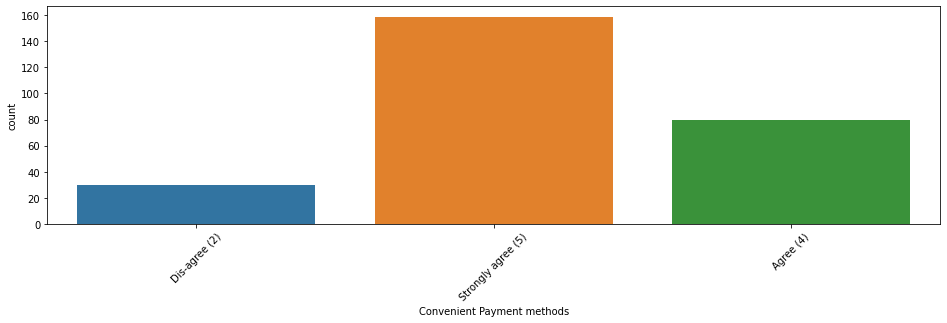 160
140
120
100
80
60
40
20
0
count
Dis-agree (2)
Strongly agree (5)
Agree (4)
Convenient Payment methods